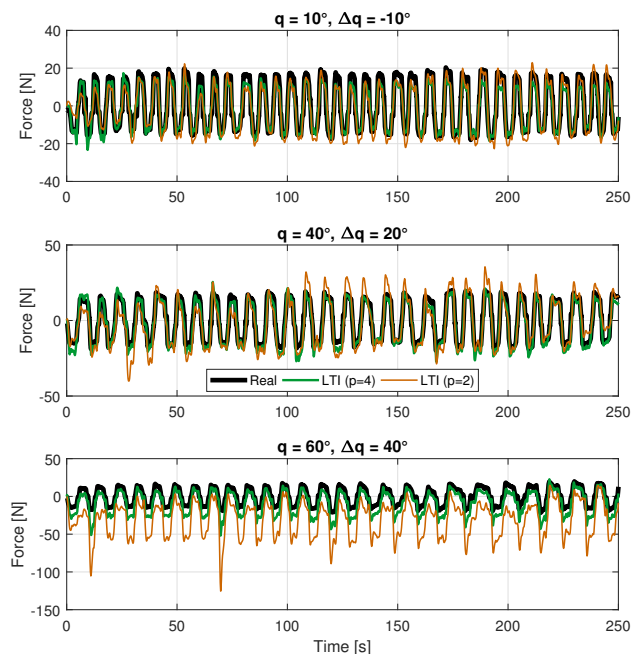 q = 10°, Δq = -10°
Force [N]
40
20
0
-20
-40
0 50 100 150 200 250
q = 40°, Δq = 20°
Force [N]
50
0
-50
Real LTI (p=4) LTI (p=2)
0 50 100 150 200 250
q = 60°, Δq = 40°
Force [N]
50
0
-50
-100
-150
0 50 100 150 200 250
Time [s]